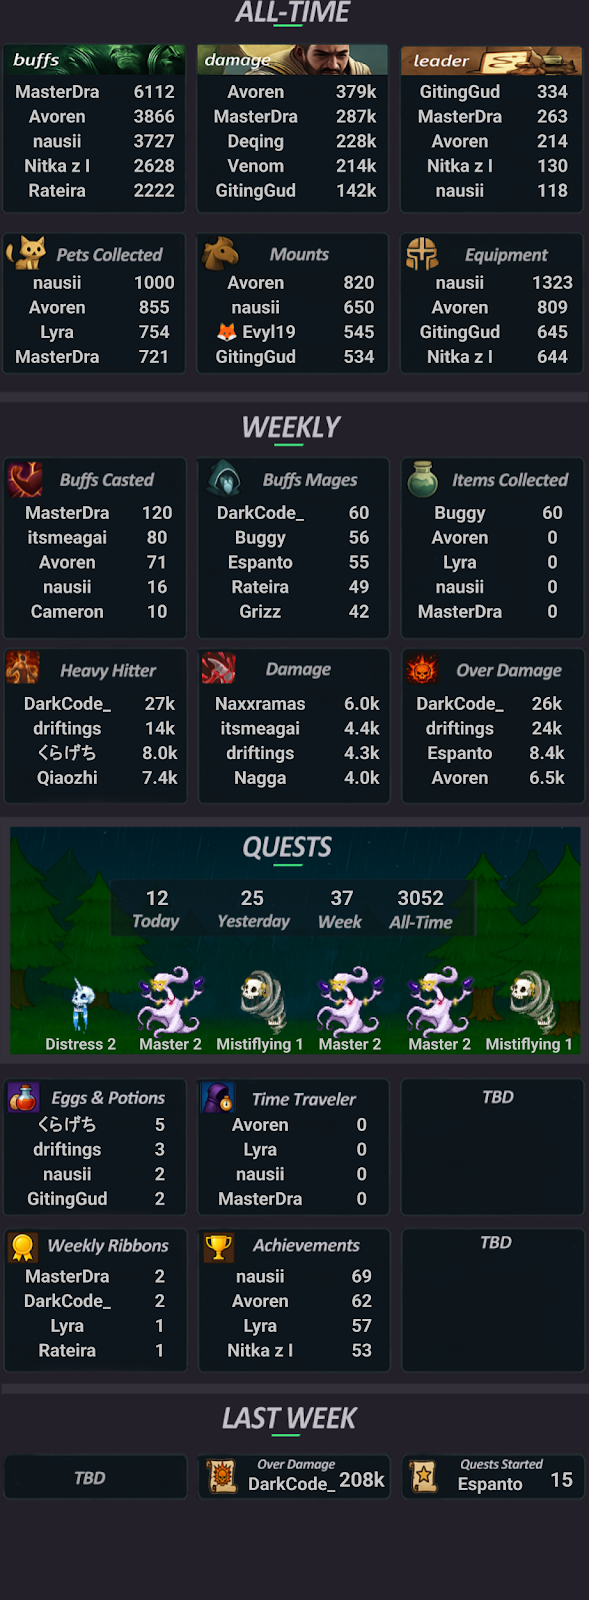 ALL-TIME
buffs
MasterDra 6112
Avoren 3866
nausii 3727
Nitka z l 2628
Rateira 2222
damage
Avoren 379k
MasterDra 287k
Deqing 228k
Venom 214k
GitingGud 142k
leader
GitingGud 334
MasterDra 263
Avoren 214
Nitka z l 130
nausii 118
Pets Collected
nausii 1000
Avoren 855
Lyra 754
MasterDra 721
Mounts
Avoren 820
nausii 650
🦊 Evyl19 545
GitingGud 534
Equipment
nausii 1323
Avoren 809
GitingGud 645
Nitka z l 644
WEEKLY
Buffs Casted
MasterDra 120
itsmeagai 80
Avoren 71
nausii 16
Cameron 10
Buffs Mages
DarkCode_ 60
Buggy 56
Espanto 55
Rateira 49
Grizz 42
Items Collected
Buggy 60
Avoren 0
Lyra 0
nausii 0
MasterDra 0
Heavy Hitter
DarkCode_ 27k
driftings 14k
くらげち 8.0k
Qiaozhi 7.4k
Damage
Naxxramas 6.0k
itsmeagai 4.4k
driftings 4.3k
Nagga 4.0k
Over Damage
DarkCode_ 26k
driftings 24k
Espanto 8.4k
Avoren 6.5k
QUESTS
12 25 37 3052
Today Yesterday Week All-Time
Distress 2 Master 2 Mistiflying 1 Master 2 Master 2 Mistiflying 1
Eggs & Potions
くらげち 5
driftings 3
nausii 2
GitingGud 2
Time Traveler
Avoren 0
Lyra 0
nausii 0
MasterDra 0
TBD
Weekly Ribbons
MasterDra 2
DarkCode_ 2
Lyra 1
Rateira 1
Achievements
nausii 69
Avoren 62
Lyra 57
Nitka z l 53
TBD
LAST WEEK
TBD
Over Damage
DarkCode_ 208k
Quests Started
Espanto 15